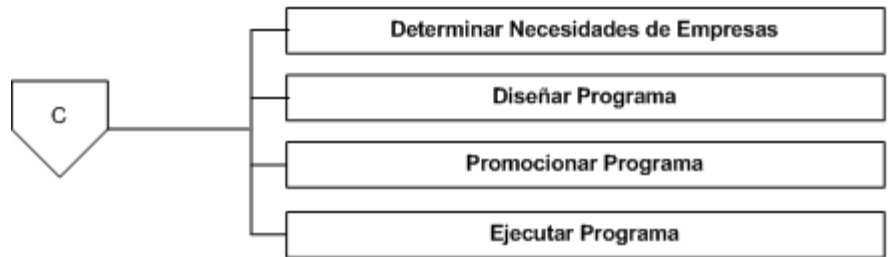 Determinar Necesidades de Empresas
C
Diseñar Programa
Promocionar Programa
Ejecutar Programa